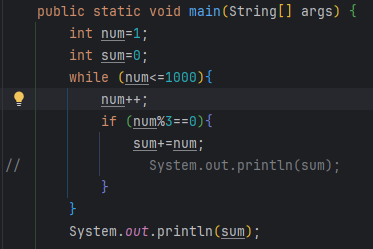 public static void main(String[] args) {
    int num=1;
    int sum=0;
    while (num<=1000){
        num++;
        if (num%3==0){
            sum+=num;
//              System.out.println(sum);
        }
    }
    System.out.println(sum);